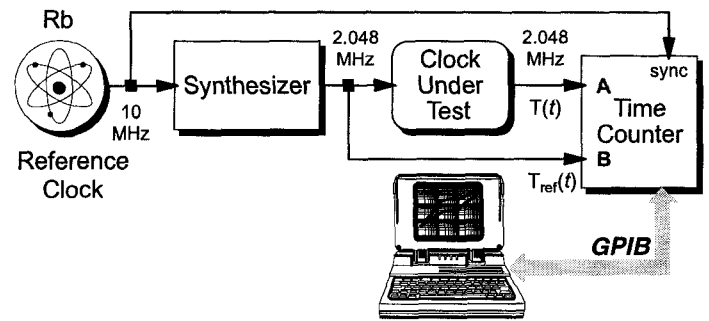 Rb
10
MHz
Reference
Clock
Synthesizer
2.048
MHz
Clock
Under
Test
2.048
MHz
T(t)
sync
A
Time
Counter
B
Tref(t)
GPIB